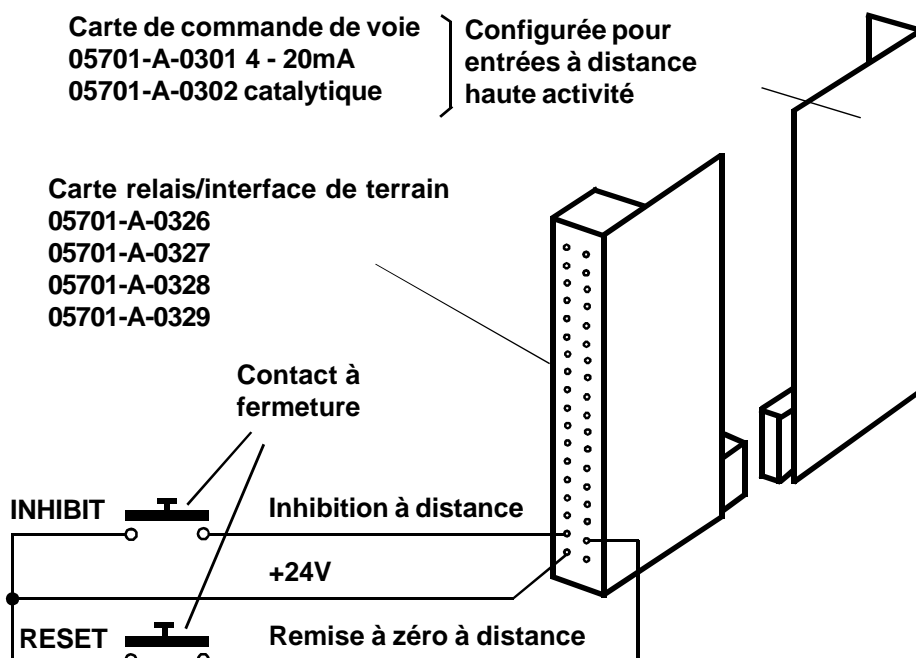 Carte de commande de voie
05701-A-0301 4 - 20mA
05701-A-0302 catalytique
Configurée pour
entrées à distance
haute activité
Carte relais/interface de terrain
05701-A-0326
05701-A-0327
05701-A-0328
05701-A-0329
Contact à
fermeture
INHIBIT
Inhibition à distance
+24V
RESET
Remise à zéro à distance